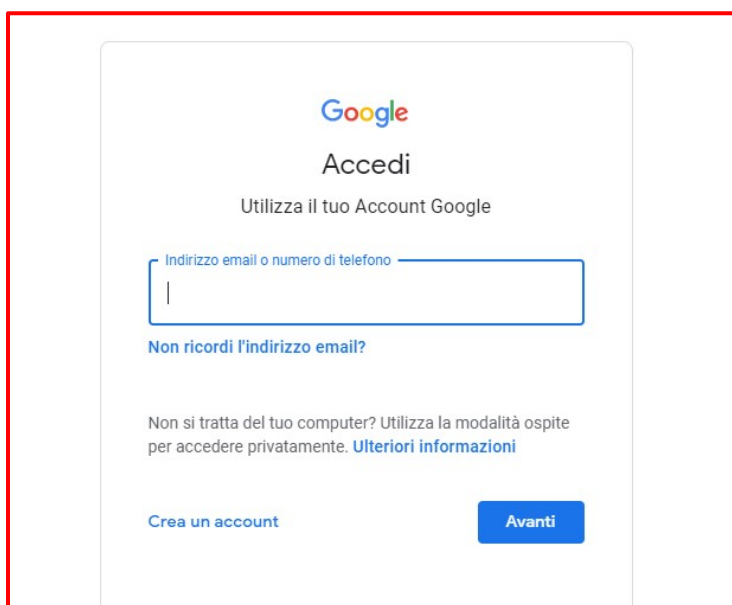 Google
Accedi
Utilizza il tuo Account Google
Indirizzo email o numero di telefono
Non ricordi l'indirizzo email?
Non si tratta del tuo computer? Utilizza la modalità ospite
per accedere privatamente. Ulteriori informazioni
Crea un account
Avanti